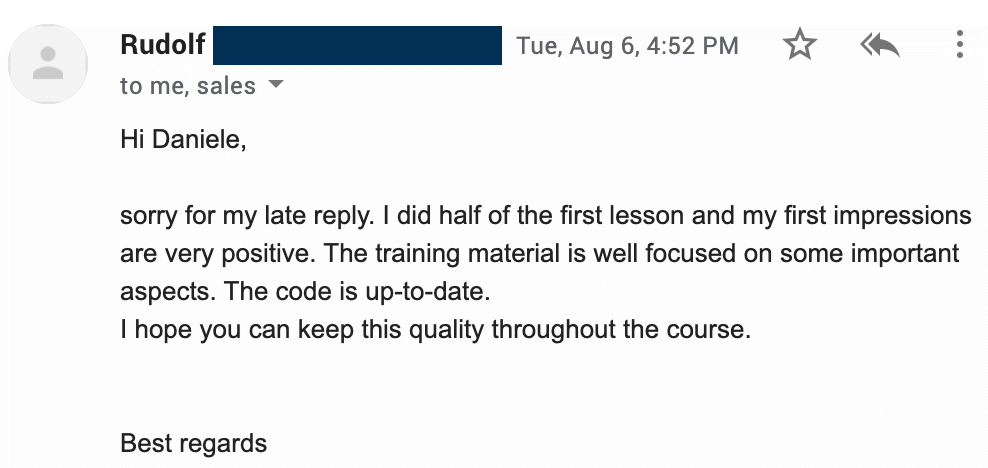 Rudolf Tue, Aug 6, 4:52 PM
to me, sales
Hi Daniele,
sorry for my late reply. I did half of the first lesson and my first impressions
are very positive. The training material is well focused on some important
aspects. The code is up-to-date.
I hope you can keep this quality throughout the course.
Best regards